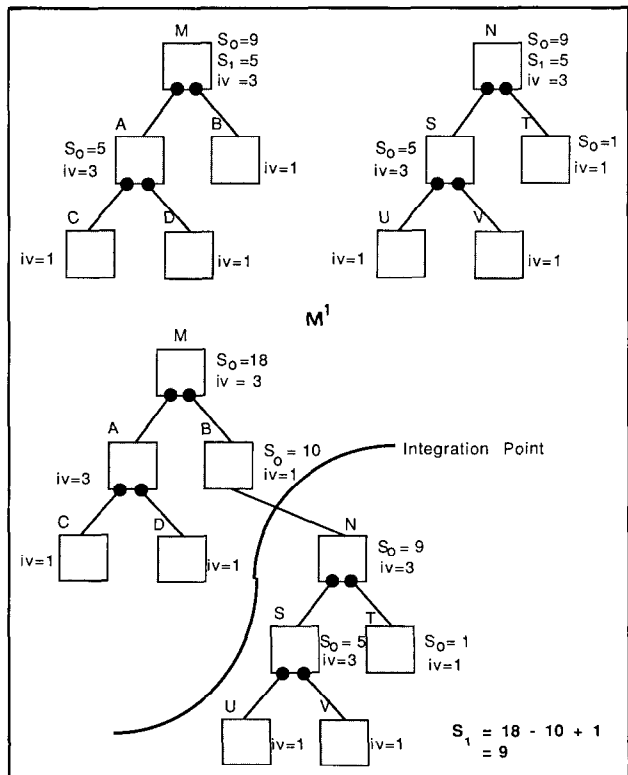 M
S₀=9
S₁=5
iv =3
A
B
S₀=5
iv=3
iv=1
C
D
iv=1
iv=1
N
S₀=9
S₁=5
iv =3
S
T
S₀=5
iv=3
S₀=1
iv=1
U
V
iv=1
iv=1
M¹
M
S₀=18
iv = 3
A
B
iv=3
S₀= 10
iv=1
Integration Point
C
D
iv=1
iv=1
N
S₀= 9
iv=3
S
T
S₀= 5
iv=3
S₀= 1
iv=1
U
V
iv=1
iv=1
S₁ = 18 - 10 + 1
= 9